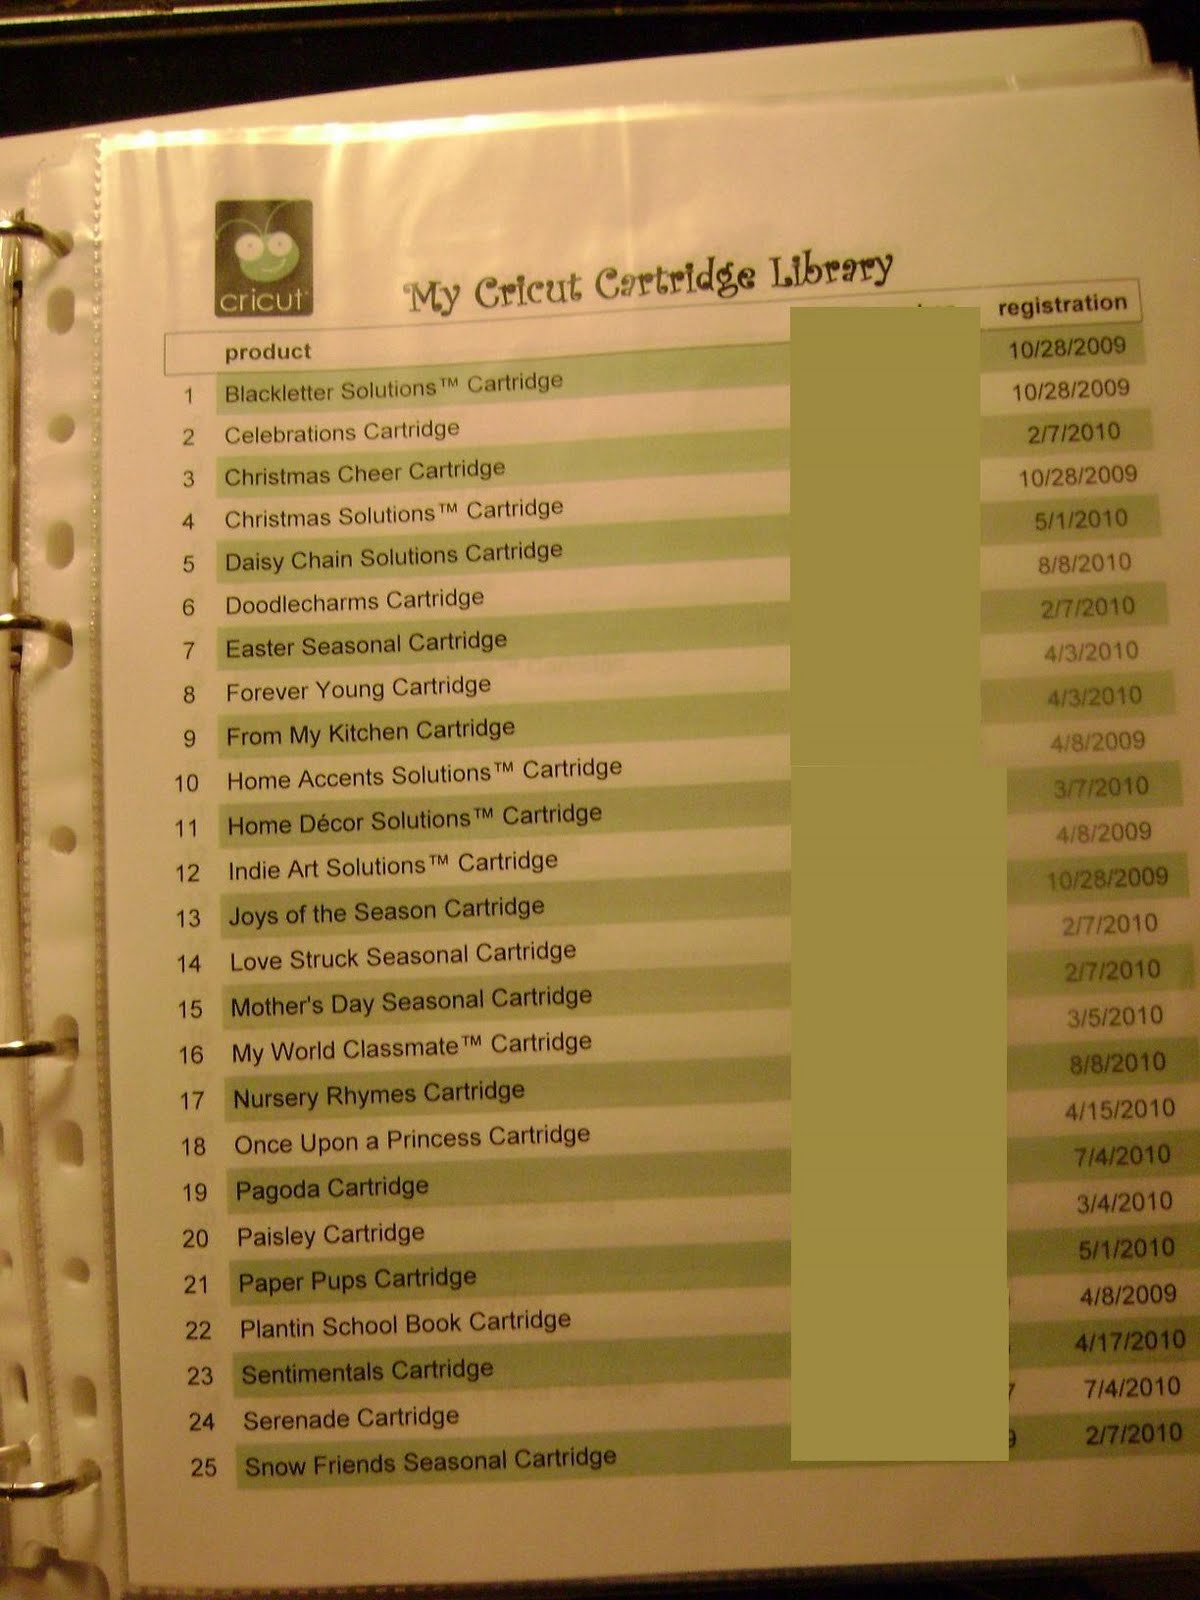 cricut
My Cricut Cartridge Library
product registration
1 Blackletter Solutions™ Cartridge 10/28/2009
2 Celebrations Cartridge 10/28/2009
3 Christmas Cheer Cartridge 2/7/2010
4 Christmas Solutions™ Cartridge 10/28/2009
5 Daisy Chain Solutions Cartridge 5/1/2010
6 Doodlecharms Cartridge 8/8/2010
7 Easter Seasonal Cartridge 2/7/2010
8 Forever Young Cartridge 4/3/2010
9 From My Kitchen Cartridge 4/3/2010
10 Home Accents Solutions™ Cartridge 4/8/2009
11 Home Décor Solutions™ Cartridge 3/7/2010
12 Indie Art Solutions™ Cartridge 4/8/2009
13 Joys of the Season Cartridge 10/28/2009
14 Love Struck Seasonal Cartridge 2/7/2010
15 Mother's Day Seasonal Cartridge 2/7/2010
16 My World Classmate™ Cartridge 3/5/2010
17 Nursery Rhymes Cartridge 8/8/2010
18 Once Upon a Princess Cartridge 4/15/2010
19 Pagoda Cartridge 7/4/2010
20 Paisley Cartridge 3/4/2010
21 Paper Pups Cartridge 5/1/2010
22 Plantin School Book Cartridge 4/8/2009
23 Sentimentals Cartridge 4/17/2010
24 Serenade Cartridge 7/4/2010
25 Snow Friends Seasonal Cartridge 2/7/2010